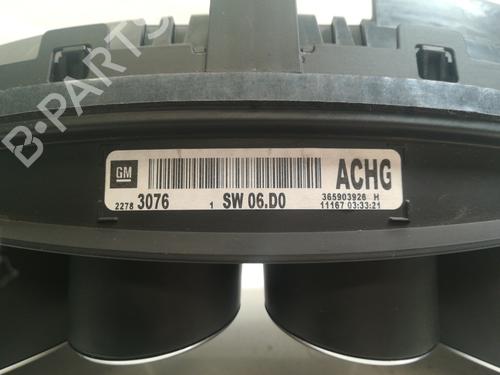 B-PARTS
GM
ACHG
2278 3076 1 SW 06.D0 365903926 H
11167 03:33:21